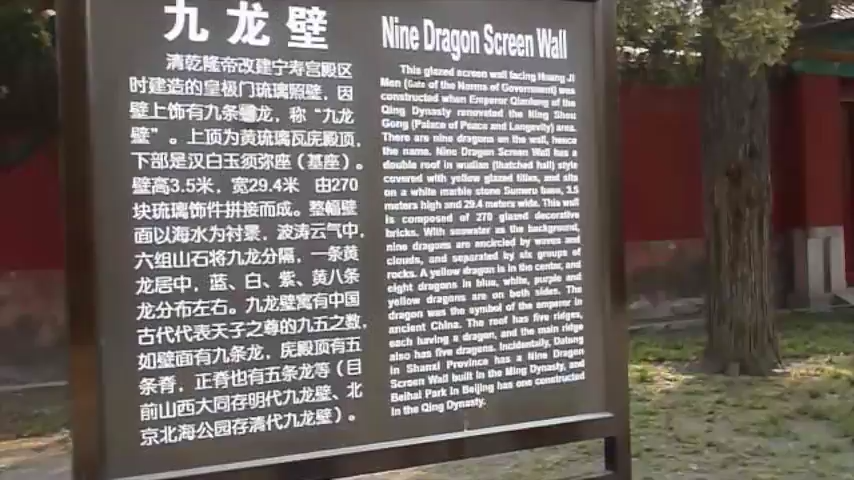 九龙壁
清乾隆帝改建宁寿宫殿区
时建造的皇极门琉璃照壁，因
壁上饰有九条龙，称“九龙
壁”。上顶为黄琉璃瓦庑殿顶，
下部是汉白玉须弥座（基座）。
壁高3.5米，宽29.4米 由270
块琉璃饰件拼接而成。整幅壁
面以海水为衬景，波涛云气中，
六组山石将九龙分隔，一条黄
龙居中，蓝、白、紫、黄八条
龙分布左右。九龙壁寓有中国
古代代表天子之尊的九五之数，
如壁面有九条龙，庑殿顶有五
条脊，正脊也有五条龙等（目
前山西大同存明代九龙壁、北
京北海公园存清代九龙壁）。
Nine Dragon Screen Wall
This glazed screen wall facing Huang Ji
Men (Gate of the Norms of Government) was
constructed when Emperor Qianlong of the
Qing Dynasty renovated the Ning Shou
Gong (Palace of Peace and Longevity) area.
There are nine dragons on the wall, hence
the name. Nine Dragon Screen Wall has a
double roof in wudian (thatched hall) style
covered with yellow glazed tiles, and sits
on a white marble stone Sumeru base, 3.5
meters high and 29.4 meters wide. This wall
is composed of 270 glazed decorative
bricks. With seawater as the background,
nine dragons are encircled by waves and
clouds, and separated by six groups of
rocks. A yellow dragon is in the center, and
eight dragons in blue, white, purple and
yellow dragons are on both sides. The
dragon was the symbol of the emperor in
ancient China. The roof has five ridges,
each having a dragon, and the main ridge
also has five dragons. Incidentally, Datong
in Shanxi Province has a Nine Dragon
Screen Wall built in the Ming Dynasty, and
Beihai Park in Beijing has one constructed
in the Qing Dynasty.